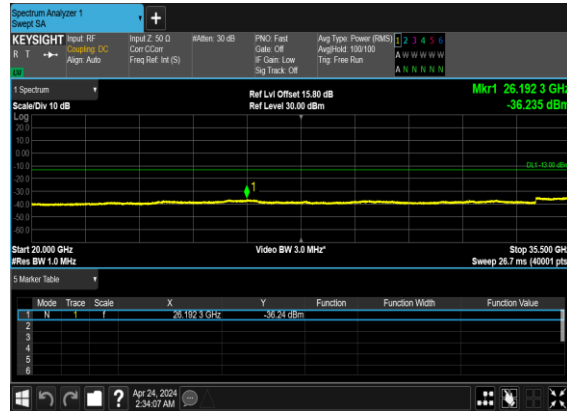 Spectrum Analyzer 1
Swept SA
+
KEYSIGHT Input: RF Input Z: 50 Ω #Atten: 30 dB PNO: Fast Avg Type: Power (RMS) 1 2 3 4 5 6
R T Coupling: DC Corr CCorr Gate: Off Avg|Hold: 100/100 A W W W W W
Align: Auto Freq Ref: Int (S) IF Gain: Low Trig: Free Run A N N N N N
LW Sig Track: Off
1 Spectrum Ref Lvl Offset 15.80 dB Mkr1 26.192 3 GHz
Scale/Div 10 dB Ref Level 30.00 dBm -36.235 dBm
Log
20.0
10.0
0.00
-10.0 DL1 -13.00 dBm
-20.0
-30.0 1
-40.0
-50.0
-60.0
Start 20.000 GHz Video BW 3.0 MHz* Stop 35.500 GHz
#Res BW 1.0 MHz Sweep 26.7 ms (40001 pts)
5 Marker Table
Mode Trace Scale X Y Function Function Width Function Value
1 N 1 f 26.192 3 GHz -36.24 dBm
2
3
4
5
6
? Apr 24, 2024
2:34:07 AM